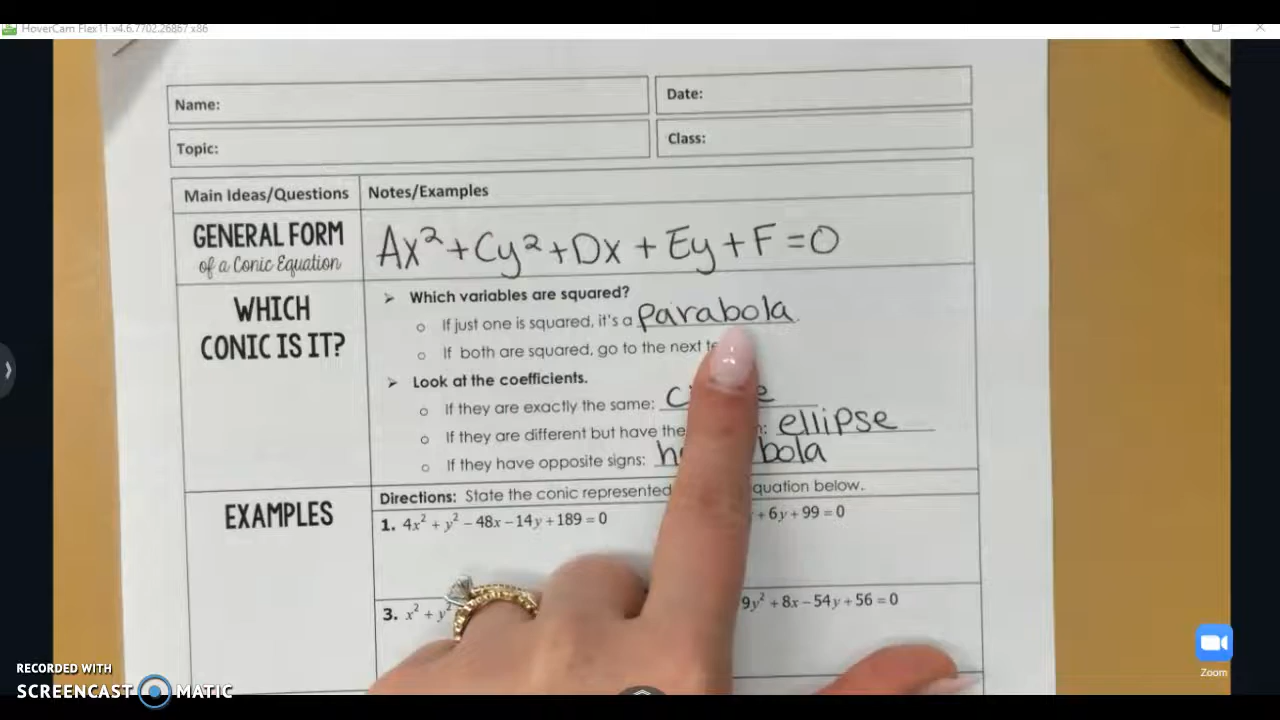 HoverCam Flex11 v4.6.7702.26867 x86
Name:
Date:
Topic:
Class:
Main Ideas/Questions
Notes/Examples
GENERAL FORM
of a Conic Equation
Ax² + Cy² + Dx + Ey + F = 0
WHICH
CONIC IS IT?
➢ Which variables are squared?
o If just one is squared, it's a parabola.
o If both are squared, go to the next
➢ Look at the coefficients.
o If they are exactly the same:
o If they are different but have the : ellipse
o If they have opposite signs: bola
EXAMPLES
Directions: State the conic represented quation below.
1. 4x² + y² – 48x – 14y + 189 = 0
+ 6y + 99 = 0
3. x² + y²
9y² + 8x – 54y + 56 = 0
RECORDED WITH
SCREENCAST MATIC
Zoom